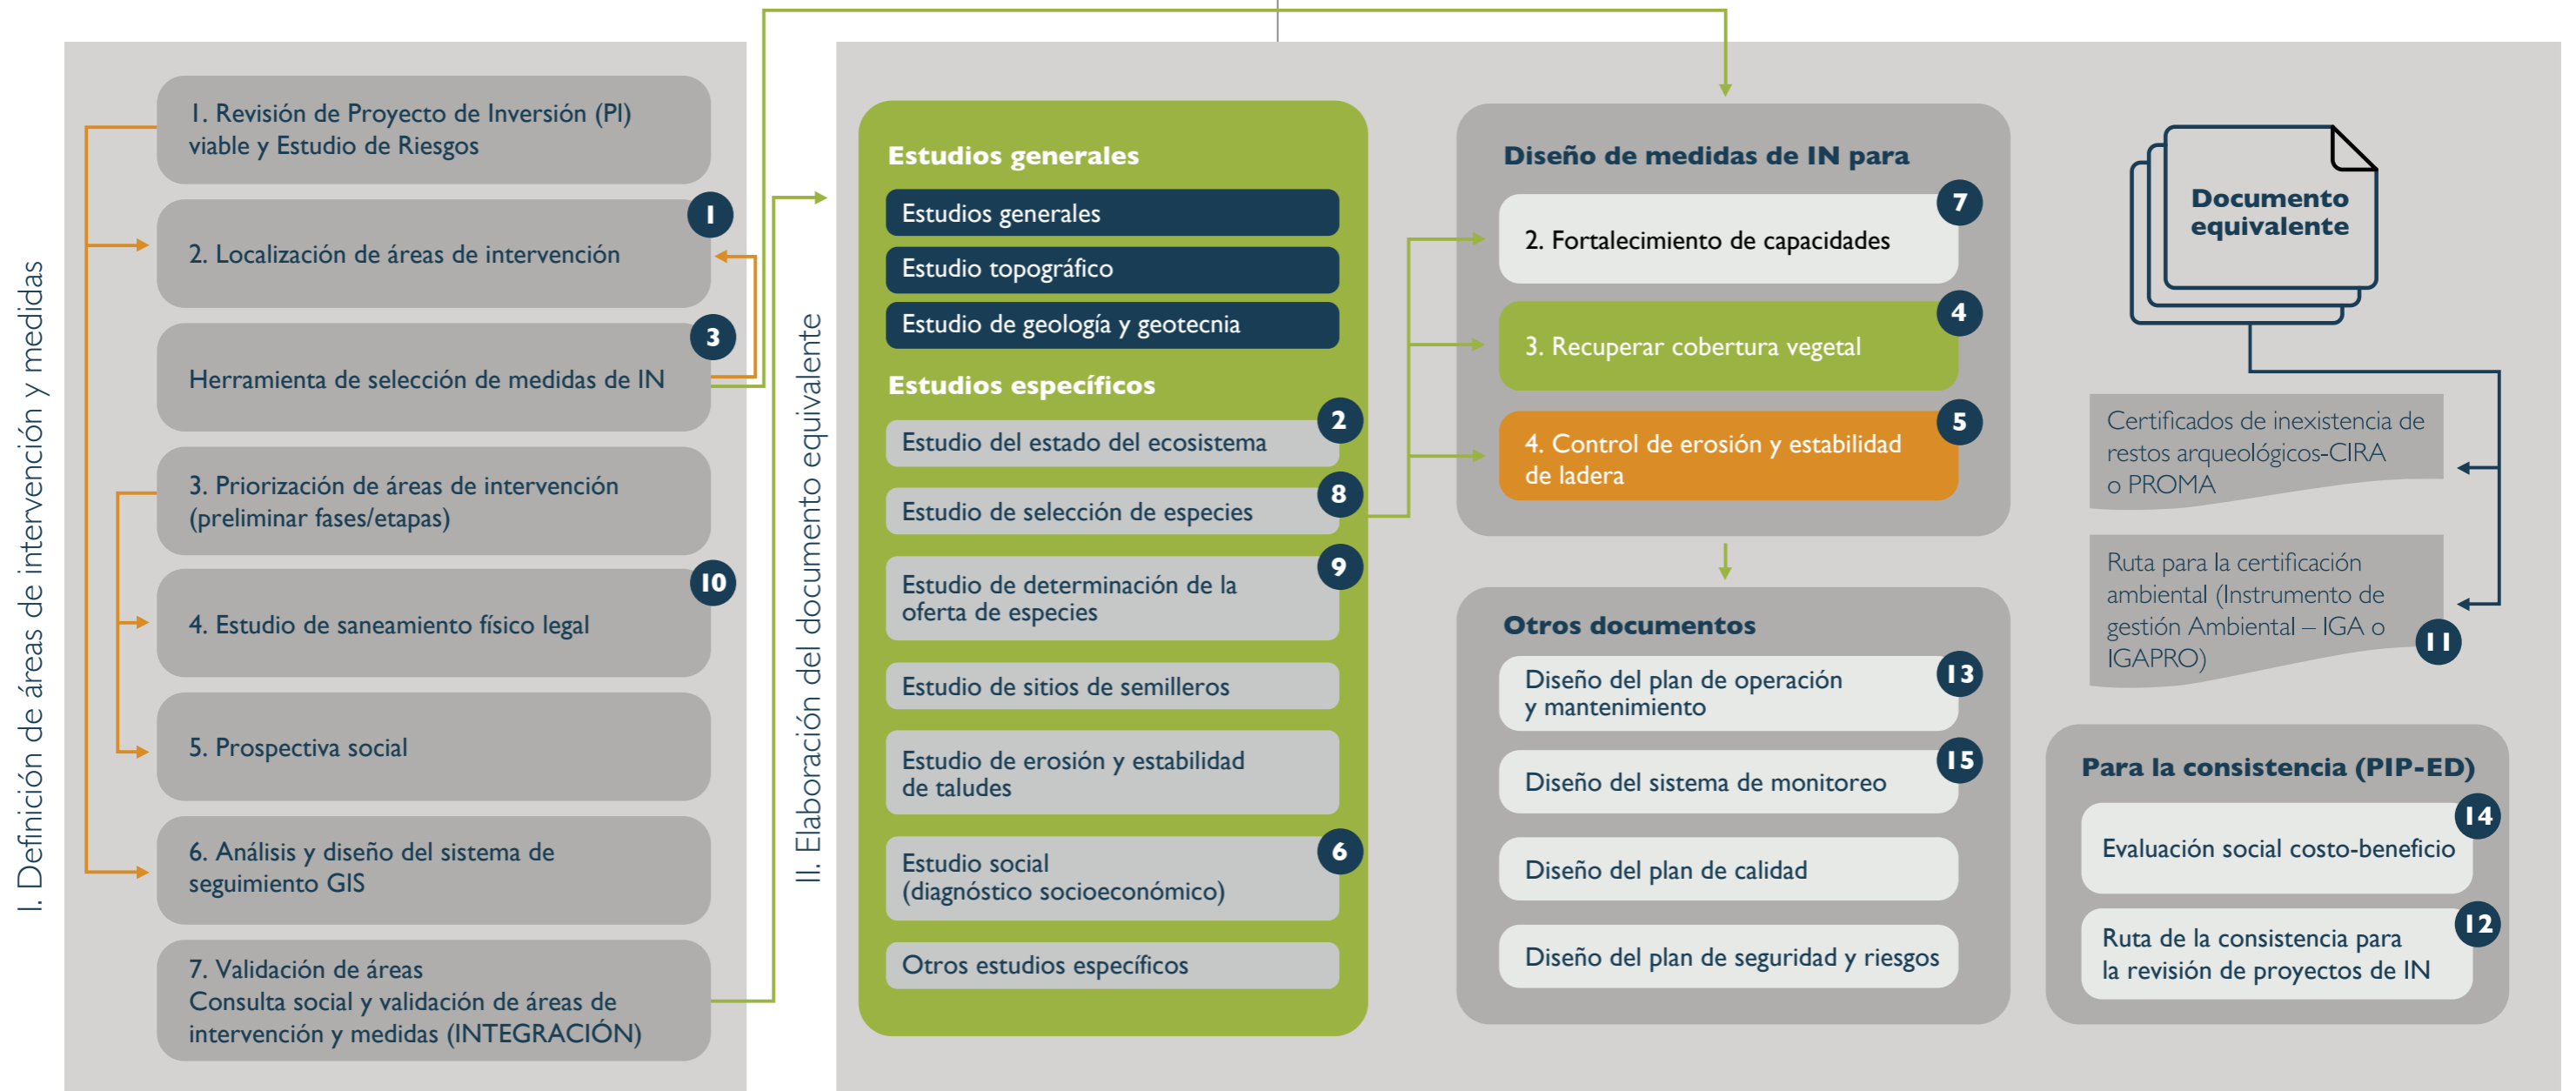 I. Definición de áreas de intervención y medidas
1. Revisión de Proyecto de Inversión (PI)
viable y Estudio de Riesgos
1
2. Localización de áreas de intervención
3
Herramienta de selección de medidas de IN
3. Priorización de áreas de intervención
(preliminar fases/etapas)
10
4. Estudio de saneamiento físico legal
5. Prospectiva social
6. Análisis y diseño del sistema de
seguimiento GIS
7. Validación de áreas
Consulta social y validación de áreas de
intervención y medidas (INTEGRACIÓN)
II. Elaboración del documento equivalente
Estudios generales
Estudios generales
Estudio topográfico
Estudio de geología y geotecnia
Estudios específicos
2
Estudio del estado del ecosistema
8
Estudio de selección de especies
9
Estudio de determinación de la
oferta de especies
Estudio de sitios de semilleros
Estudio de erosión y estabilidad
de taludes
6
Estudio social
(diagnóstico socioeconómico)
Otros estudios específicos
Diseño de medidas de IN para
7
2. Fortalecimiento de capacidades
4
3. Recuperar cobertura vegetal
5
4. Control de erosión y estabilidad
de ladera
Otros documentos
13
Diseño del plan de operación
y mantenimiento
15
Diseño del sistema de monitoreo
Diseño del plan de calidad
Diseño del plan de seguridad y riesgos
Documento
equivalente
Certificados de inexistencia de
restos arqueológicos-CIRA
o PROMA
Ruta para la certificación
ambiental (Instrumento de
gestión Ambiental – IGA o
IGAPRO)
11
Para la consistencia (PIP-ED)
14
Evaluación social costo-beneficio
12
Ruta de la consistencia para
la revisión de proyectos de IN